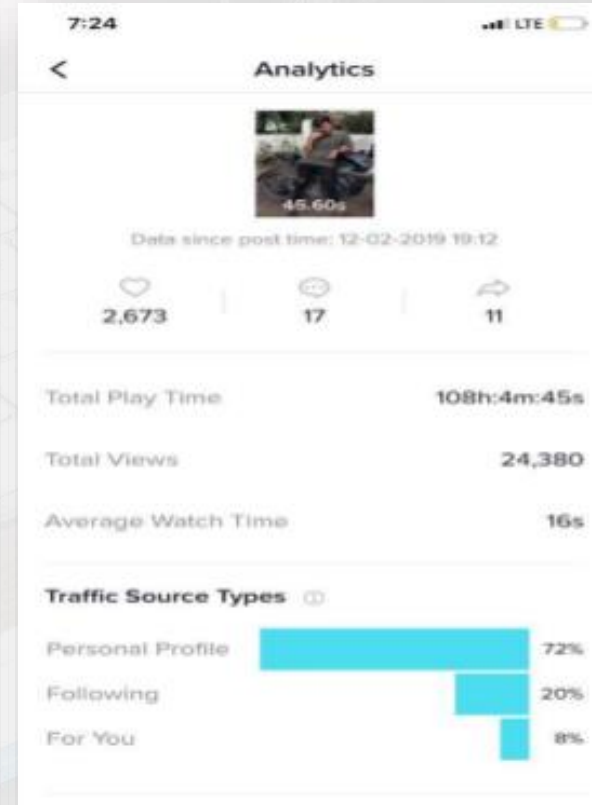 7:24 LTE
Analytics
45.60s
Data since post time: 12-02-2019 19:12
2,673 17 11
Total Play Time 108h:4m:45s
Total Views 24,380
Average Watch Time 16s
Traffic Source Types
Personal Profile 72%
Following 20%
For You 8%